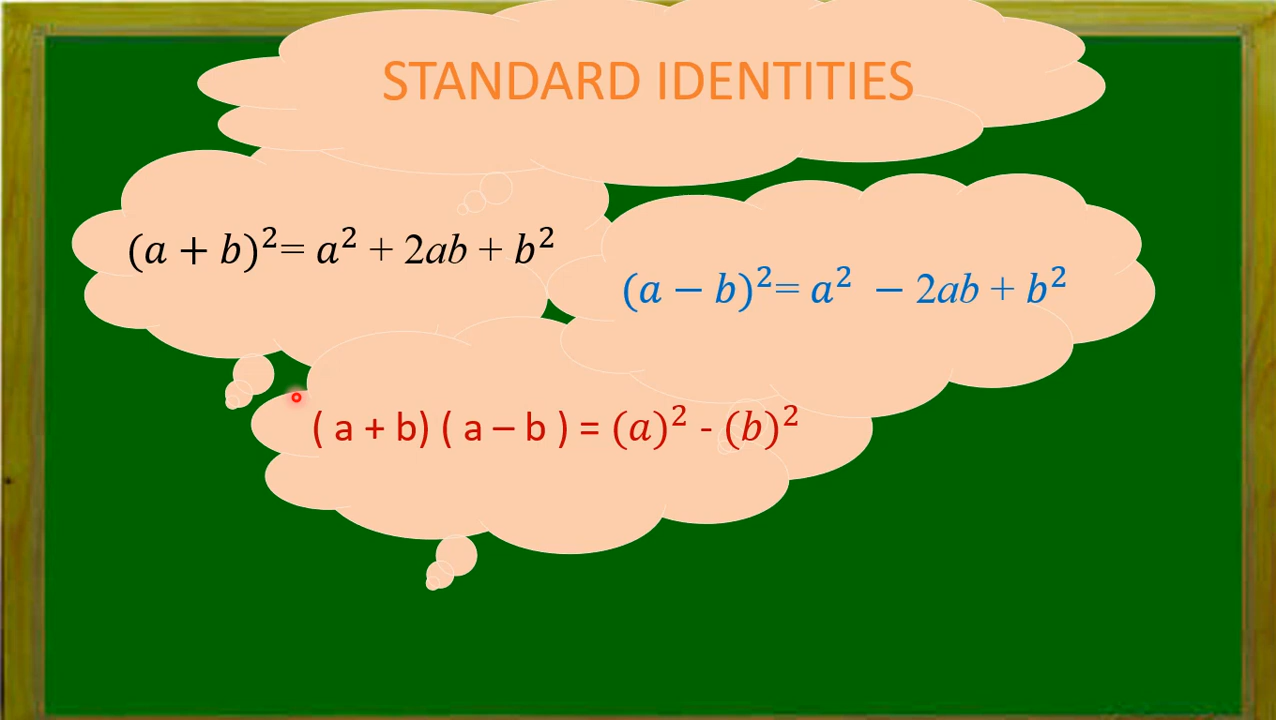 STANDARD IDENTITIES
(a + b)²= a² + 2ab + b²
(a − b)²= a² − 2ab + b²
( a + b) ( a – b ) = (a)² - (b)²